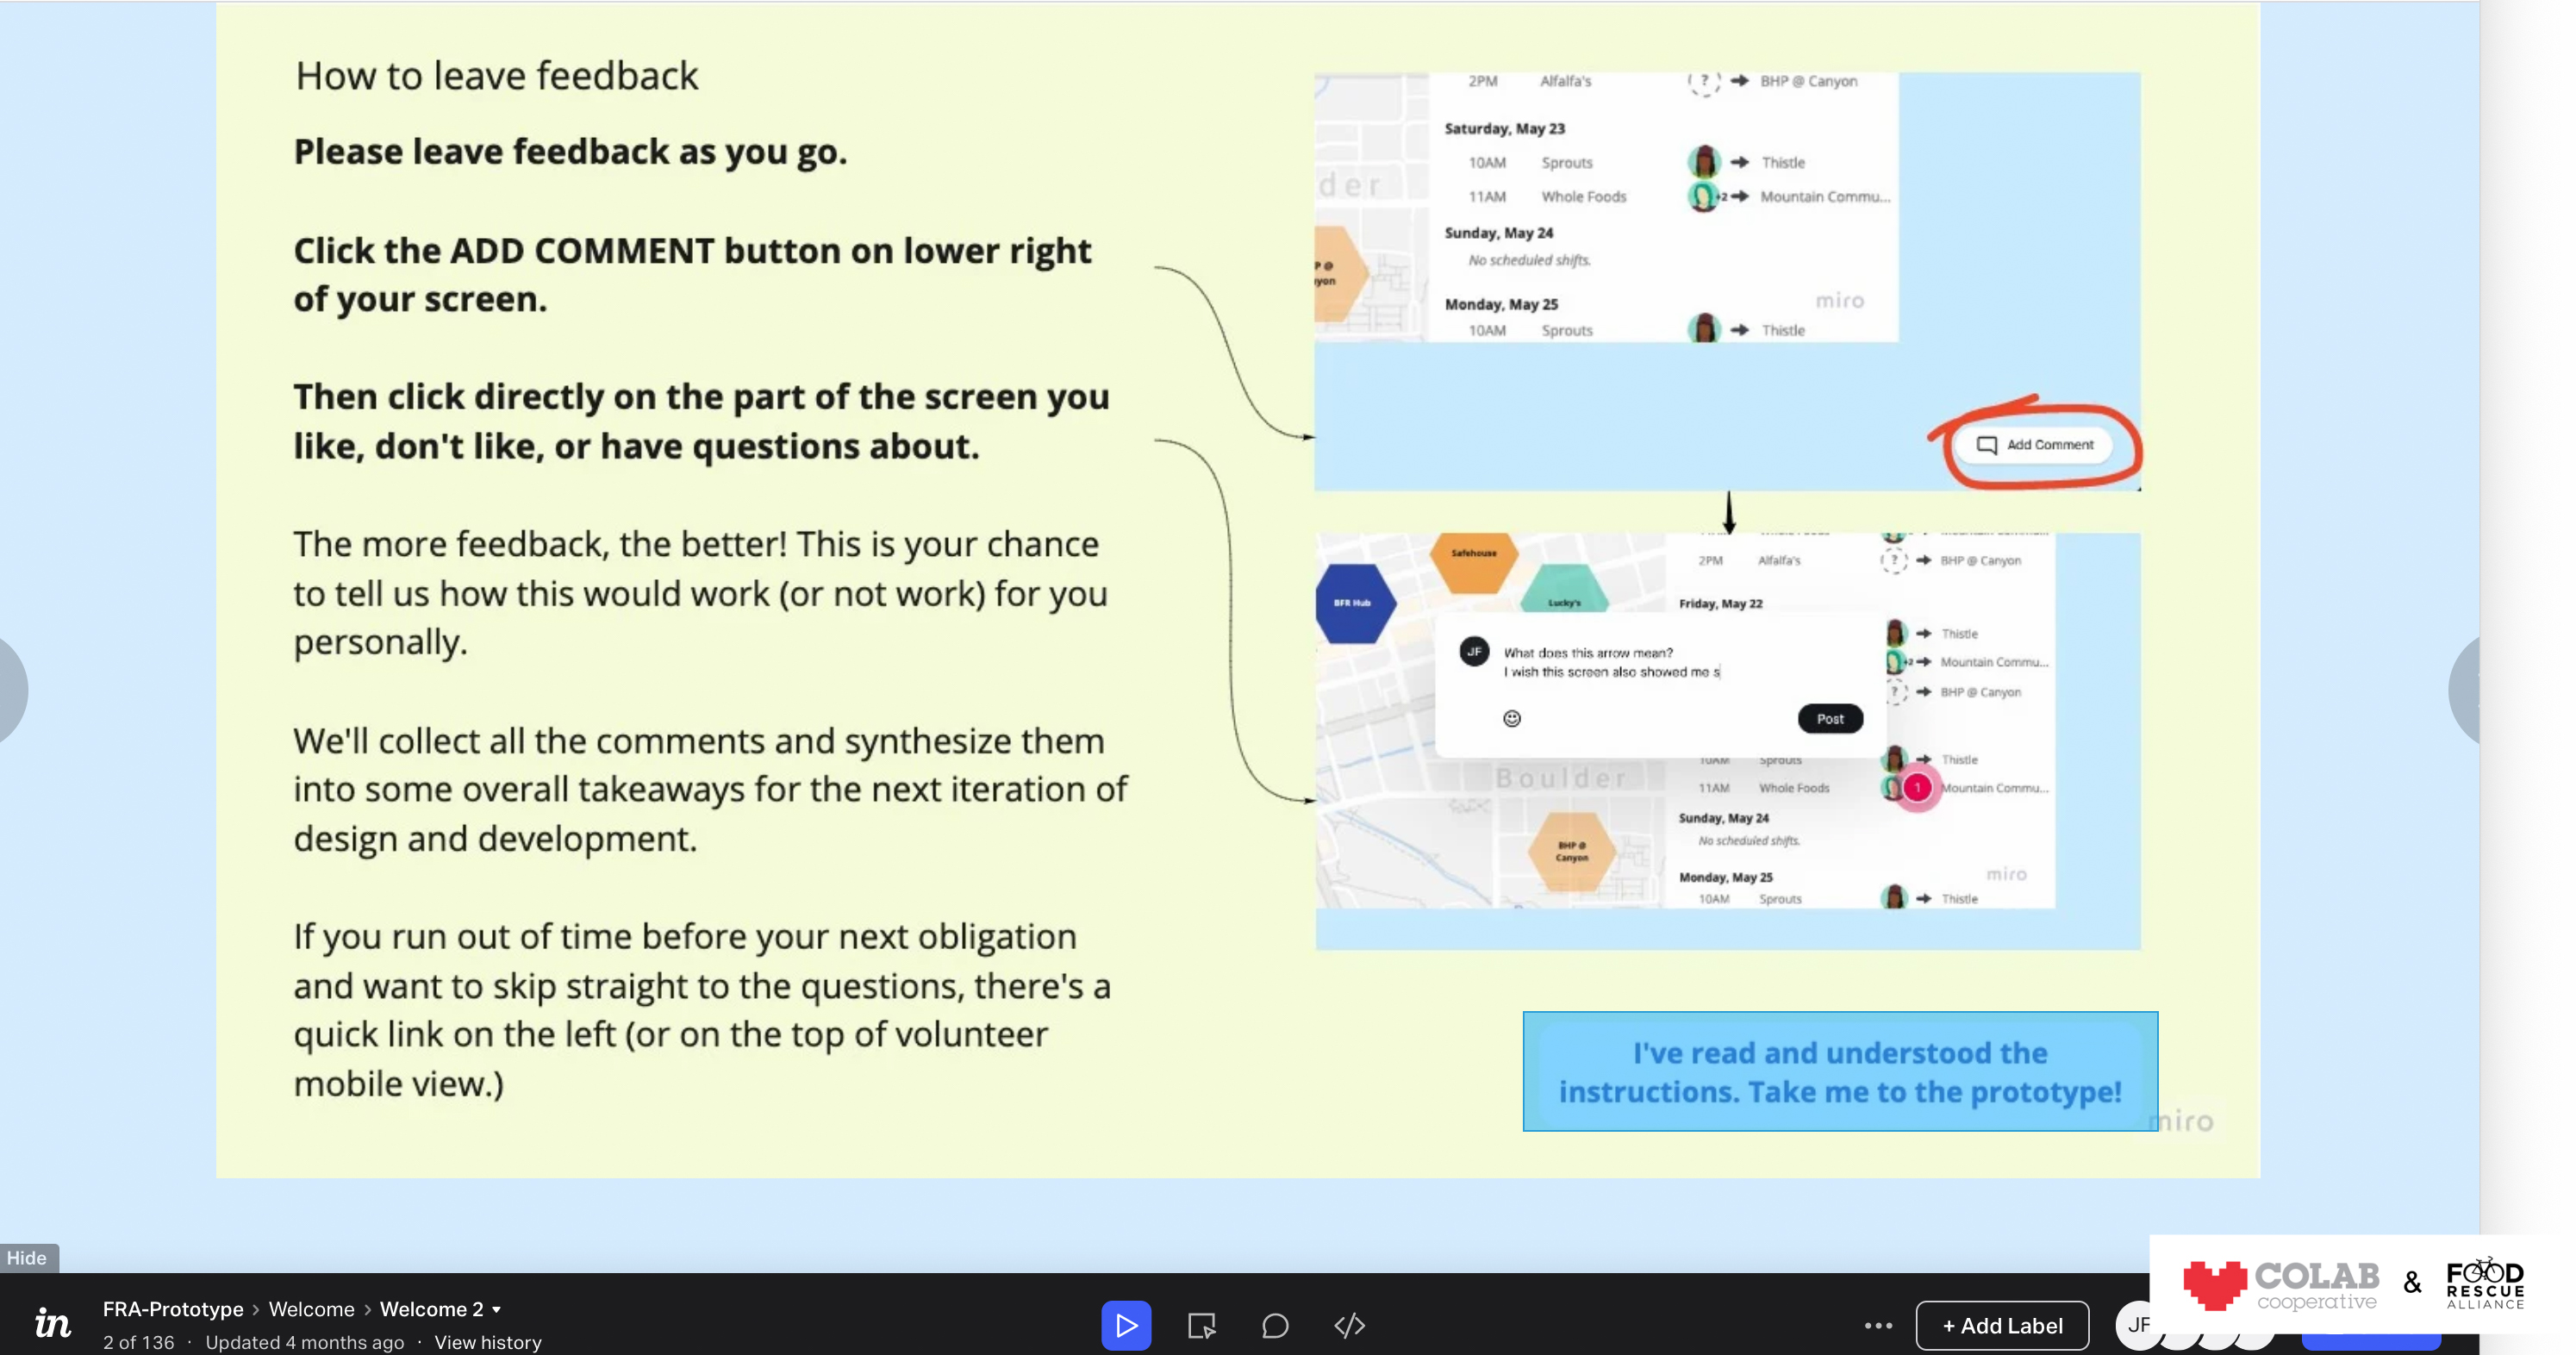 How to leave feedback
Please leave feedback as you go.
Click the ADD COMMENT button on lower right
of your screen.
Then click directly on the part of the screen you
like, don't like, or have questions about.
The more feedback, the better! This is your chance
to tell us how this would work (or not work) for you
personally.
We'll collect all the comments and synthesize them
into some overall takeaways for the next iteration of
design and development.
If you run out of time before your next obligation
and want to skip straight to the questions, there's a
quick link on the left (or on the top of volunteer
mobile view.)
2PM Alfalfa's ? BHP @ Canyon
Saturday, May 23
10AM Sprouts Thistle
der
11AM Whole Foods +2 Mountain Commu...
Sunday, May 24
No scheduled shifts.
P @
nyon
Monday, May 25
miro
10AM Sprouts Thistle
Add Comment
Safehouse
2PM Alfalfa's ? BHP @ Canyon
BFR Hub
Lucky's
Friday, May 22
Thistle
JF What does this arrow mean?
I wish this screen also showed me s
+2 Mountain Commu...
? BHP @ Canyon
Post
10AM Sprouts Thistle
Boulder
11AM Whole Foods 1 Mountain Commu...
Sunday, May 24
No scheduled shifts.
BHP @
Canyon
Monday, May 25
miro
10AM Sprouts Thistle
I've read and understood the
instructions. Take me to the prototype!
miro
Hide
in
FRA-Prototype > Welcome > Welcome 2
2 of 136 · Updated 4 months ago · View history
+ Add Label
JF
COLAB
cooperative
&
FOOD
RESCUE
ALLIANCE